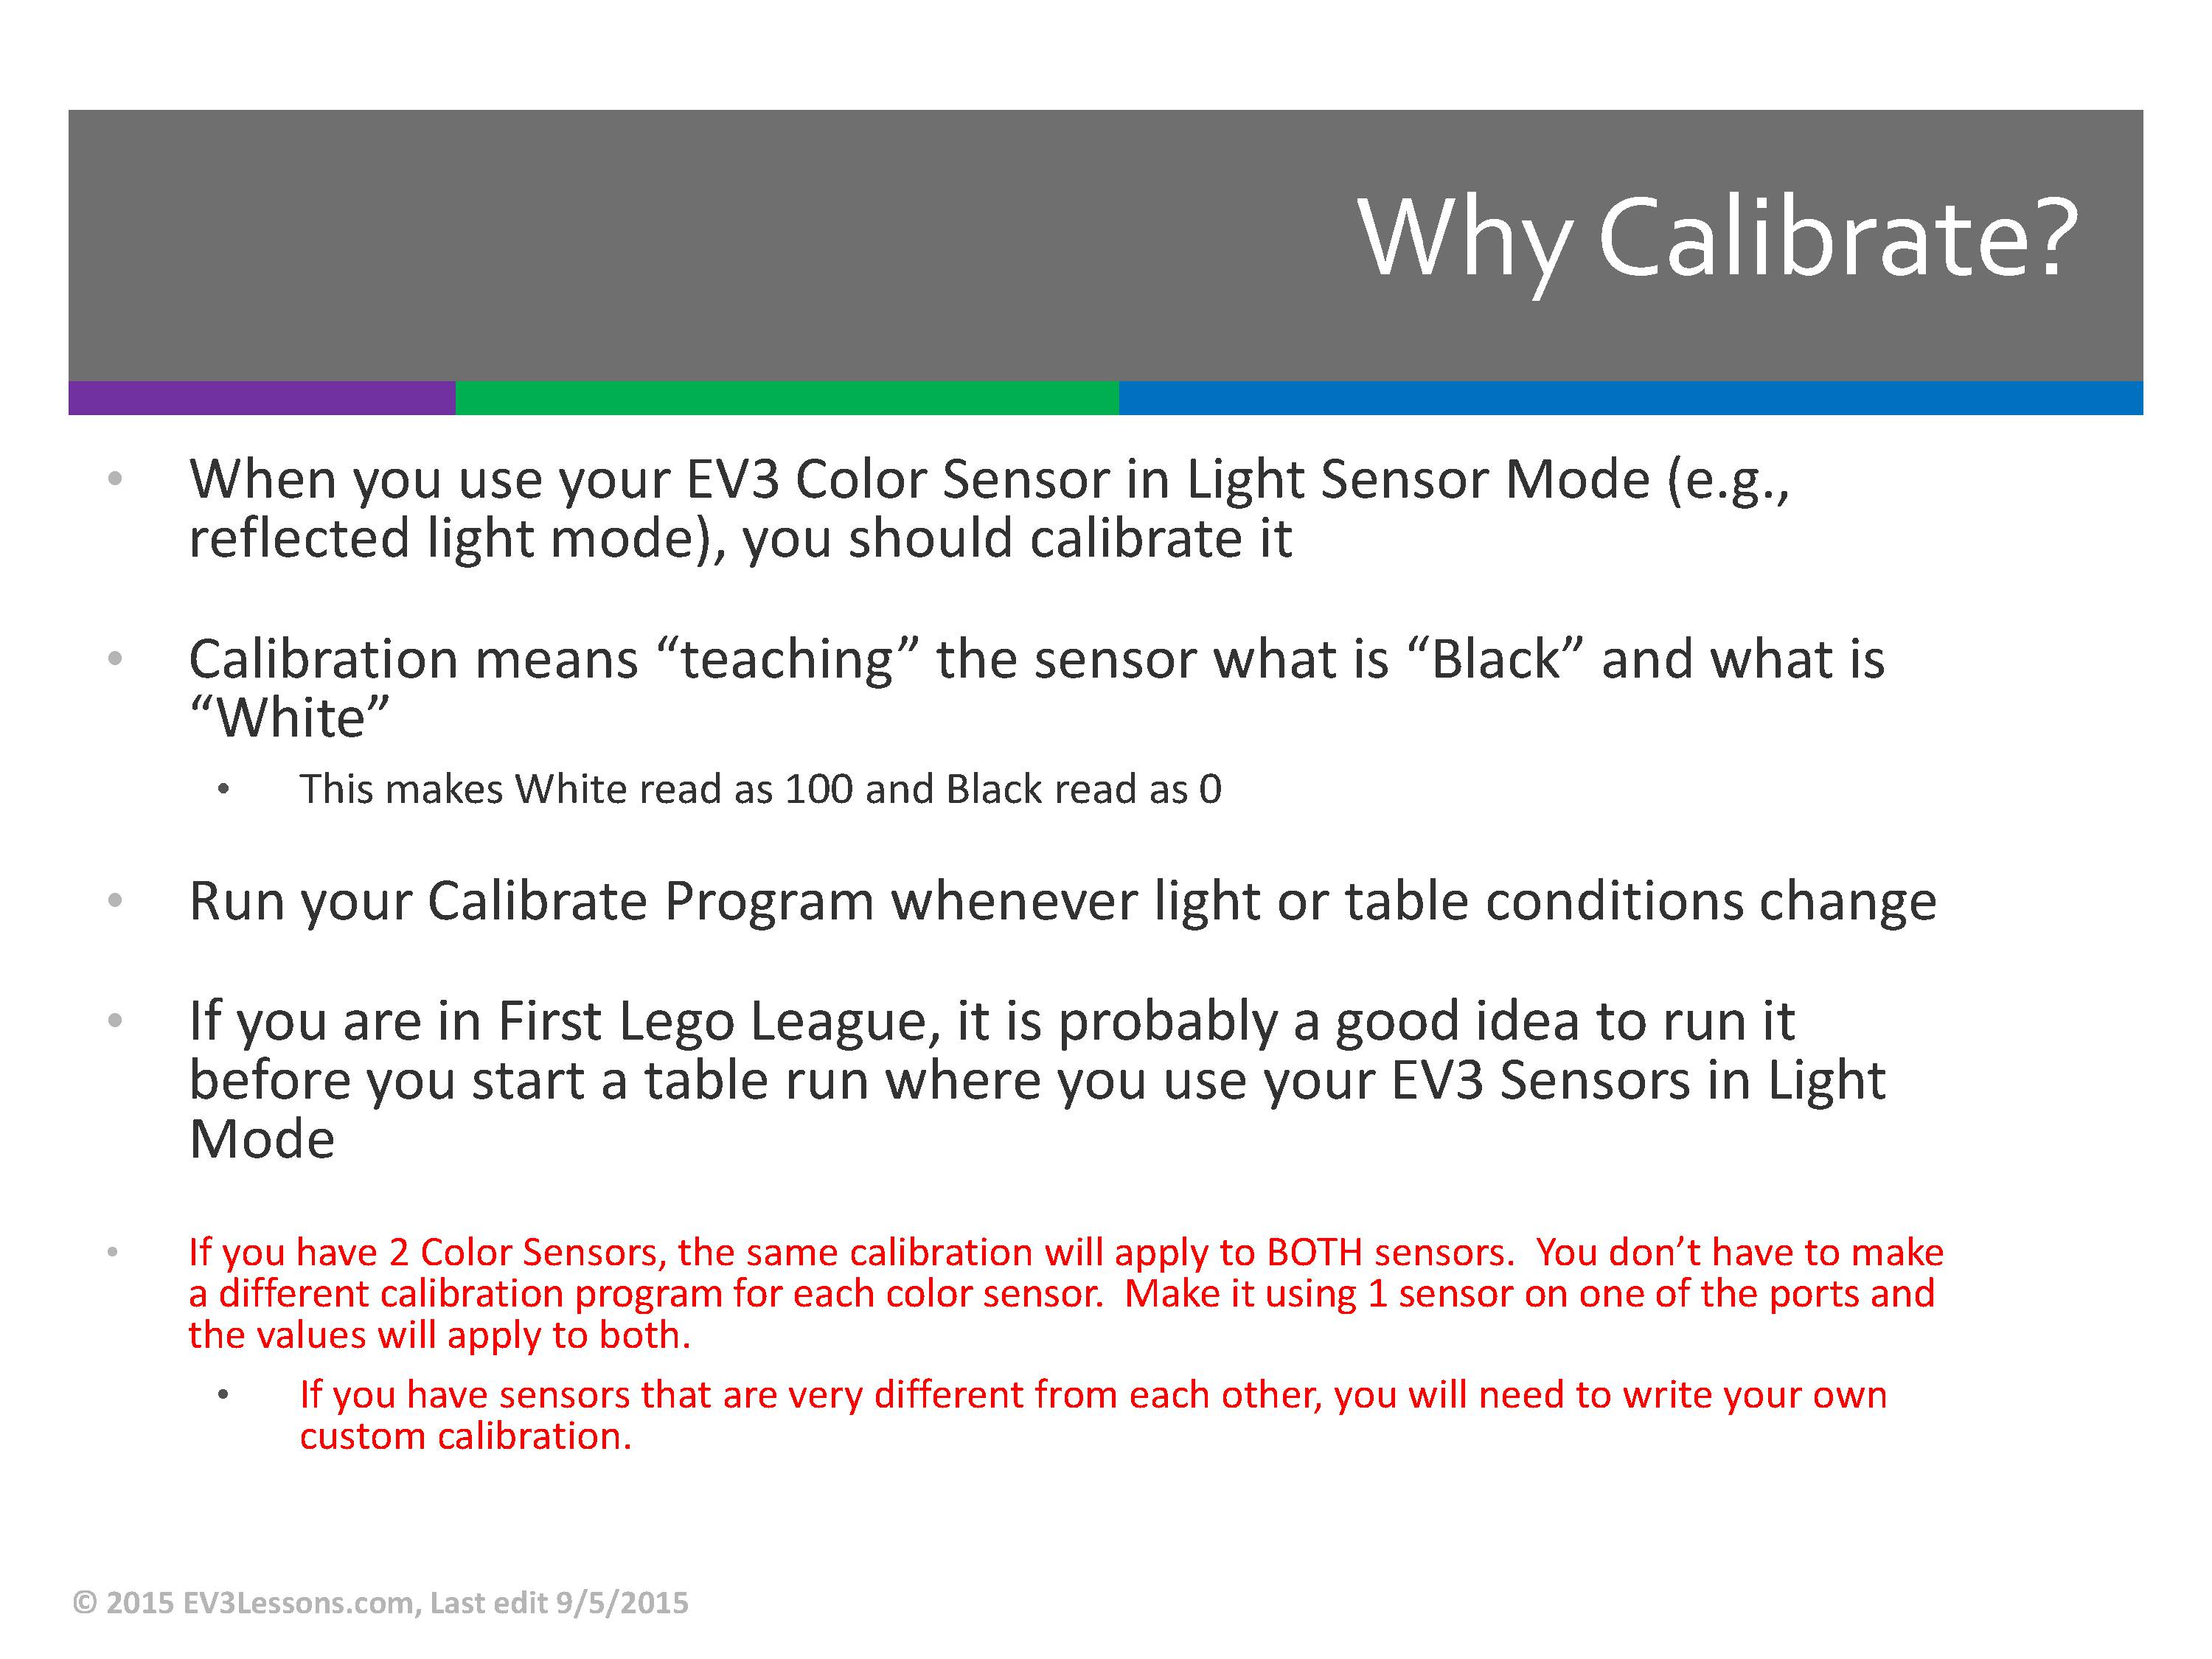 Why Calibrate?
• When you use your EV3 Color Sensor in Light Sensor Mode (e.g.,
reflected light mode), you should calibrate it
• Calibration means “teaching” the sensor what is “Black” and what is
“White”
• This makes White read as 100 and Black read as 0
• Run your Calibrate Program whenever light or table conditions change
• If you are in First Lego League, it is probably a good idea to run it
before you start a table run where you use your EV3 Sensors in Light
Mode
• If you have 2 Color Sensors, the same calibration will apply to BOTH sensors.  You don’t have to make
a different calibration program for each color sensor.  Make it using 1 sensor on one of the ports and
the values will apply to both.
• If you have sensors that are very different from each other, you will need to write your own
custom calibration.
© 2015 EV3Lessons.com, Last edit 9/5/2015